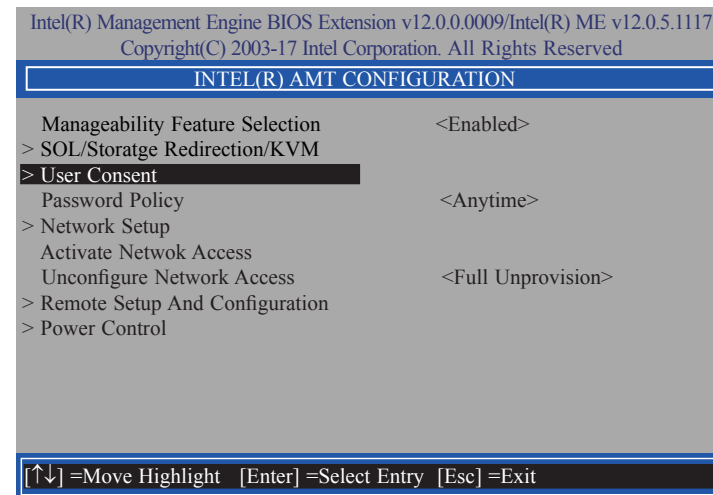 Intel(R) Management Engine BIOS Extension v12.0.0.0009/Intel(R) ME v12.0.5.1117
Copyright(C) 2003-17 Intel Corporation. All Rights Reserved
INTEL(R) AMT CONFIGURATION
Manageability Feature Selection <Enabled>
> SOL/Storatge Redirection/KVM
> User Consent
Password Policy <Anytime>
> Network Setup
Activate Netwok Access
Unconfigure Network Access <Full Unprovision>
> Remote Setup And Configuration
> Power Control
[↑↓] =Move Highlight [Enter] =Select Entry [Esc] =Exit